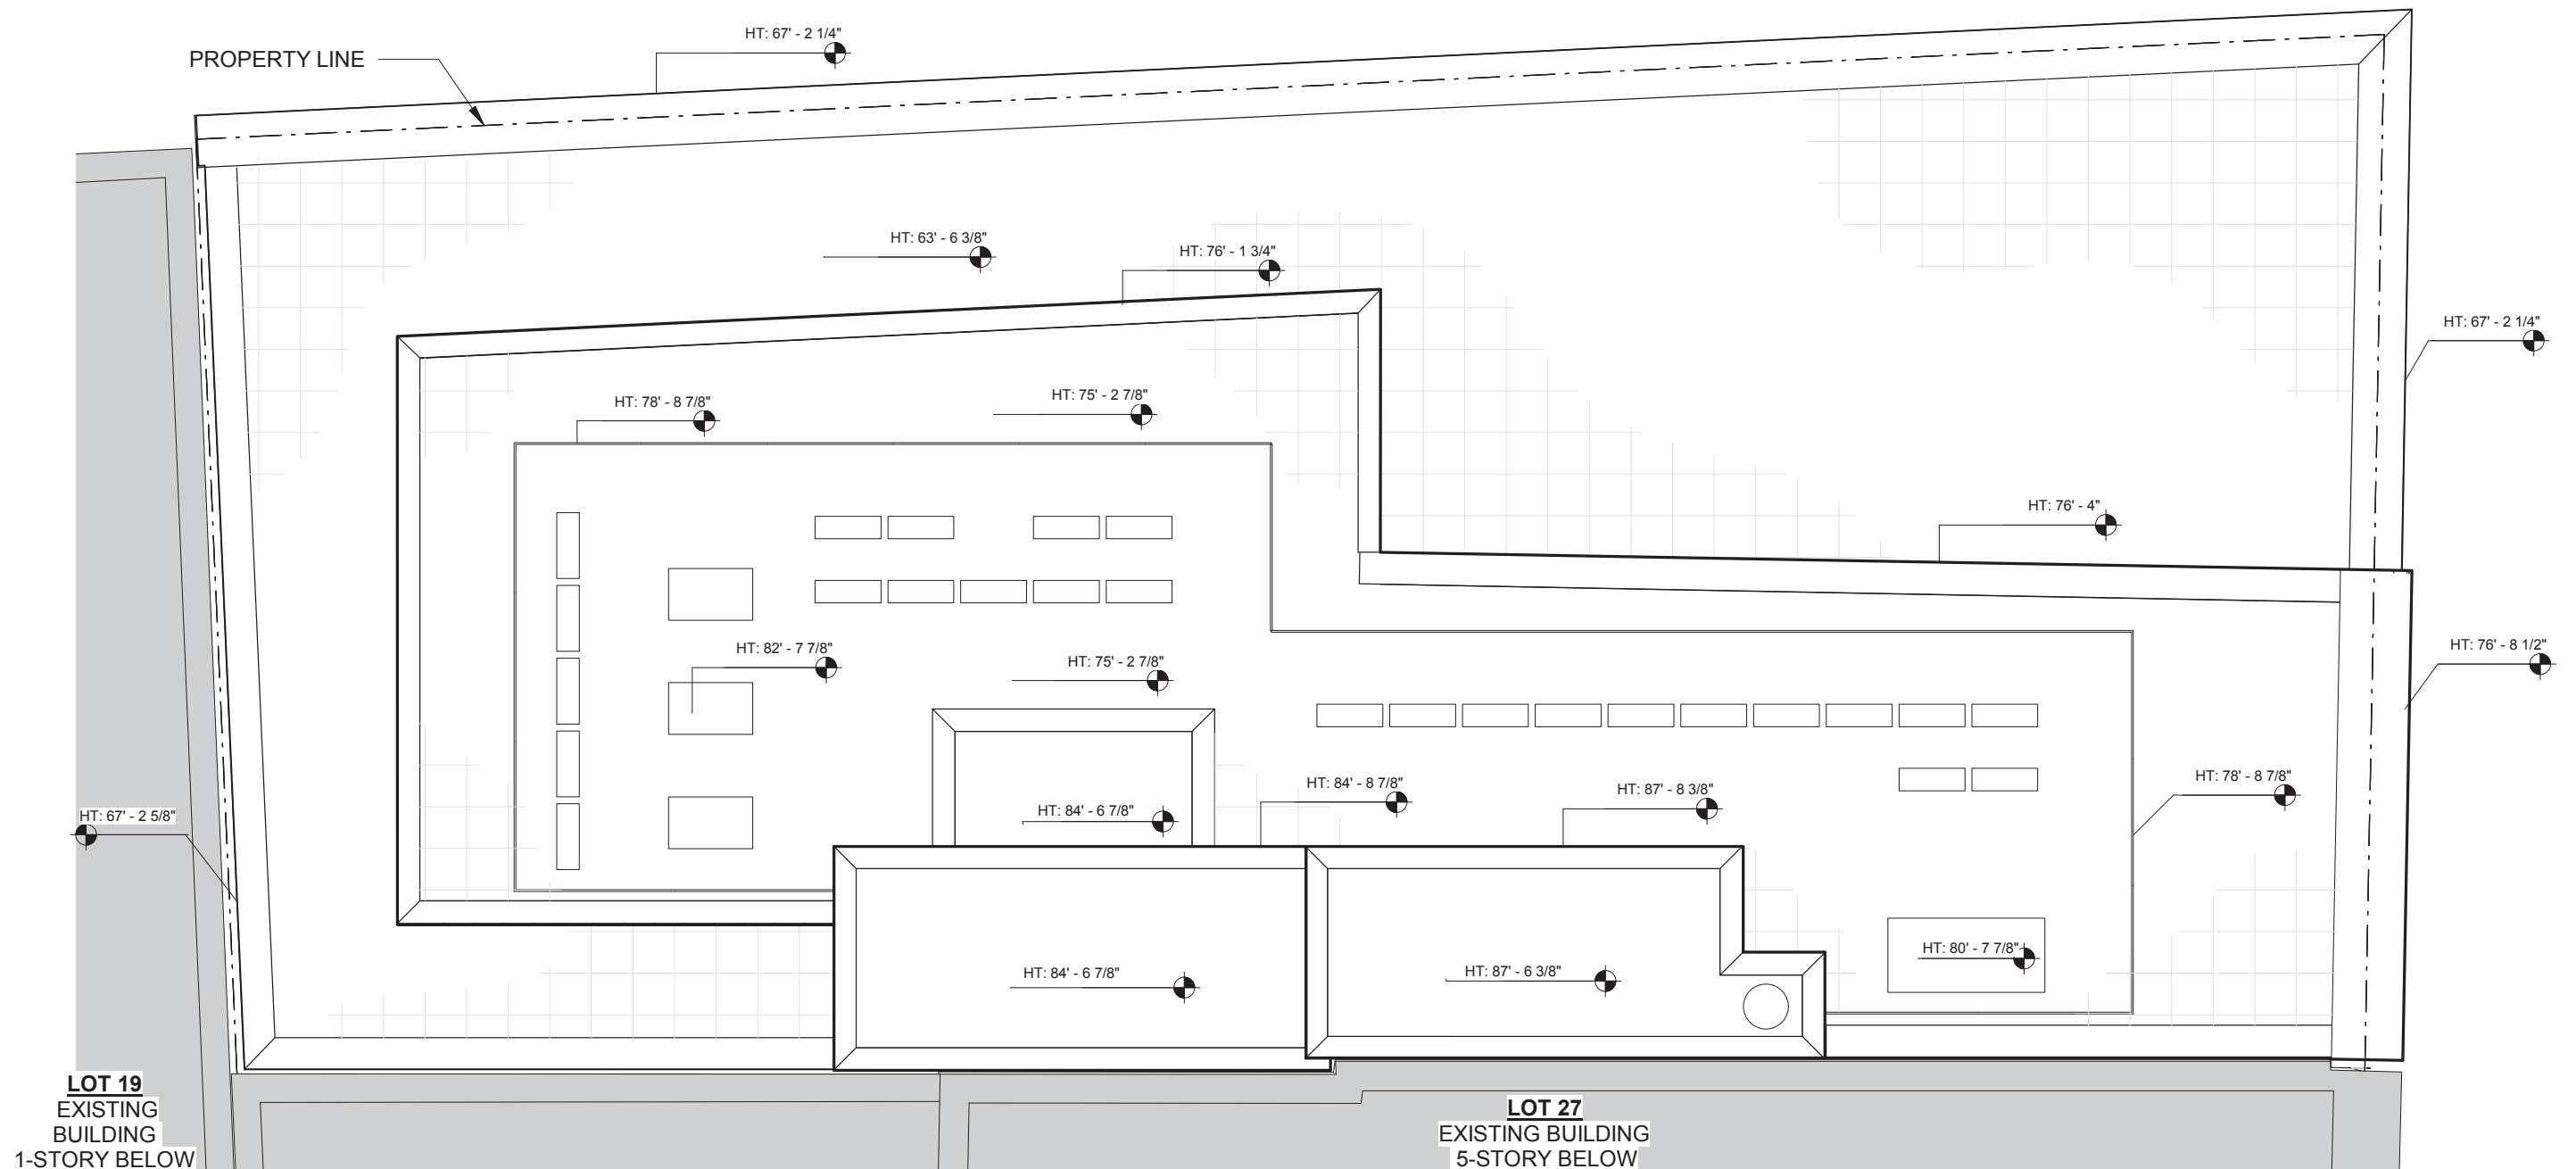 HT: 67' - 2 1/4"
PROPERTY LINE
HT: 63' - 6 3/8"
HT: 76' - 1 3/4"
HT: 67' - 2 1/4"
HT: 78' - 8 7/8"
HT: 75' - 2 7/8"
HT: 76' - 4"
HT: 82' - 7 7/8"
HT: 75' - 2 7/8"
HT: 76' - 8 1/2"
HT: 84' - 8 7/8"
HT: 87' - 8 3/8"
HT: 78' - 8 7/8"
HT: 67' - 2 5/8"
HT: 84' - 6 7/8"
HT: 80' - 7 7/8"
HT: 84' - 6 7/8"
HT: 87' - 6 3/8"
LOT 19
EXISTING
BUILDING
1-STORY BELOW
LOT 27
EXISTING BUILDING
5-STORY BELOW